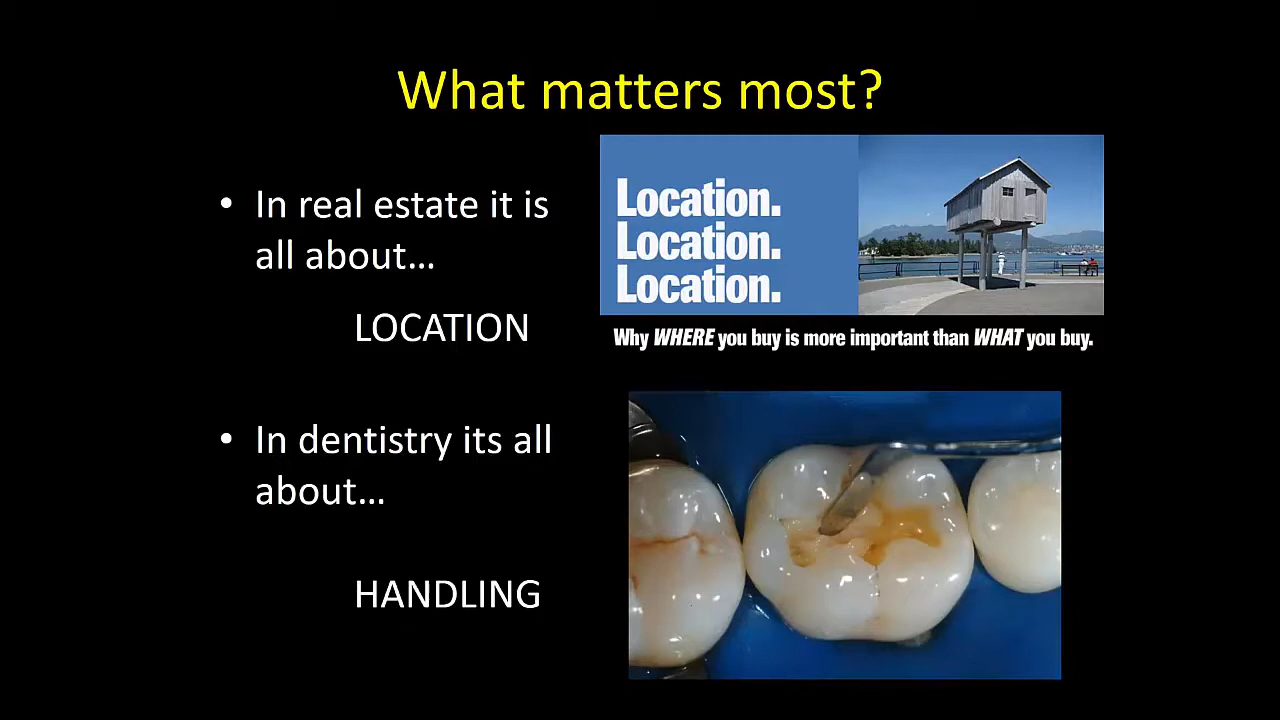 What matters most?
• In real estate it is
all about…
LOCATION
Location.
Location.
Location.
Why WHERE you buy is more important than WHAT you buy.
• In dentistry its all
about…
HANDLING